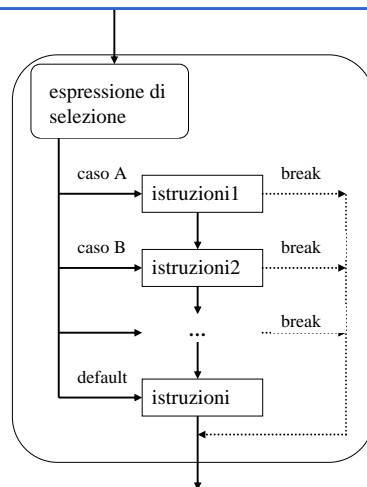 espressione di
selezione
caso A
istruzioni1
break
caso B
istruzioni2
break
...
break
default
istruzioni